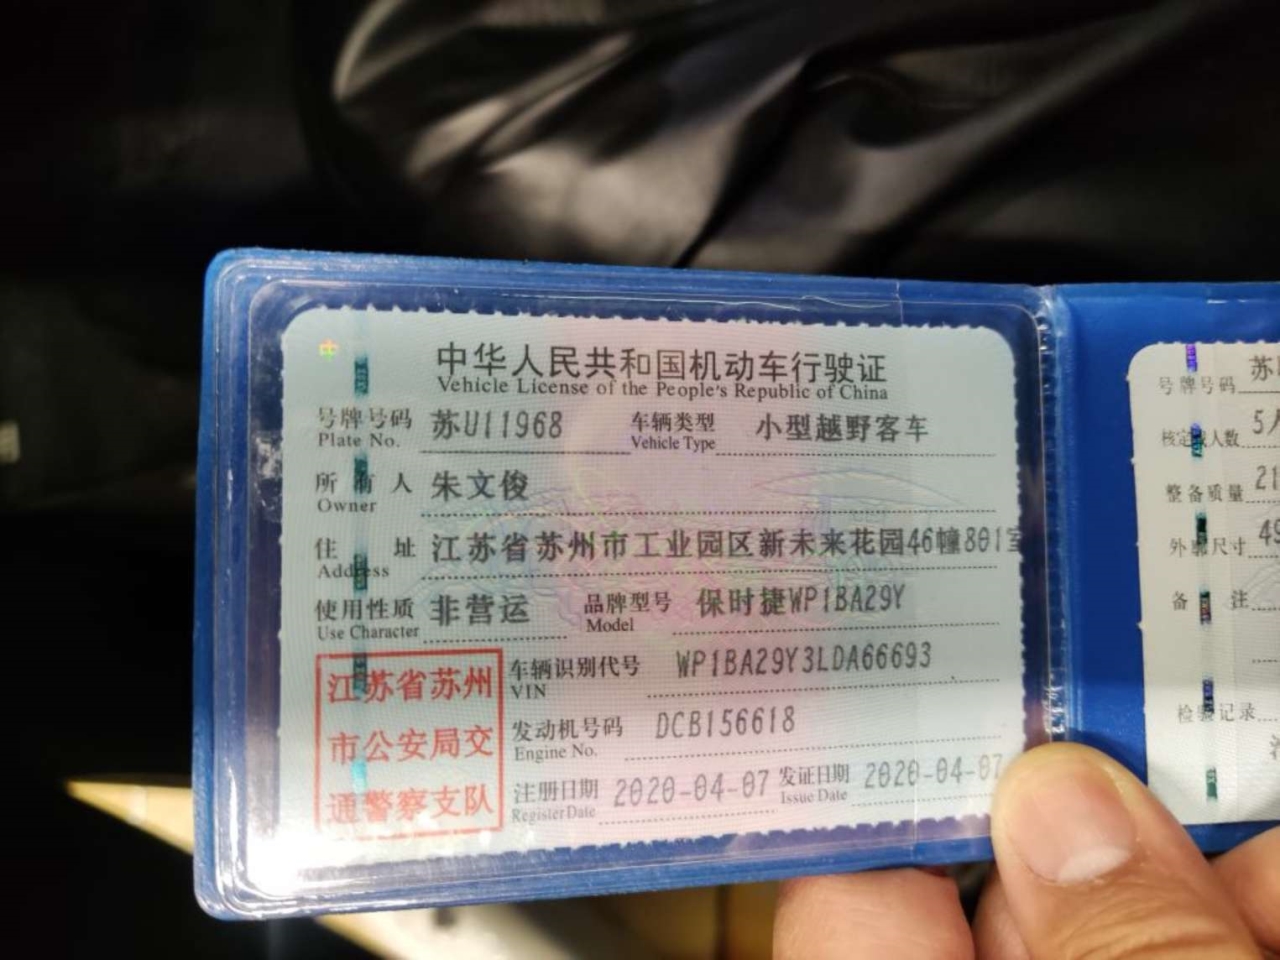 中华人民共和国机动车行驶证
Vehicle License of the People's Republic of China
号牌号码 苏U11968 车辆类型 小型越野客车
Plate No. Vehicle Type
所有人 朱文俊
Owner
住址 江苏省苏州市工业园区新未来花园46幢801室
Address
使用性质 非营运 品牌型号 保时捷WP1BA29Y
Use Character Model
江苏省苏州
市公安局交
通警察支队
车辆识别代号 WP1BA29Y3LDA66693
VIN
发动机号码 DCB156618
Engine No.
注册日期 2020-04-07 发证日期 2020-04-07
Register Date Issue Date
号牌号码 苏
核定载人数 5人
整备质量 21
外廓尺寸 49
备注
检验记录